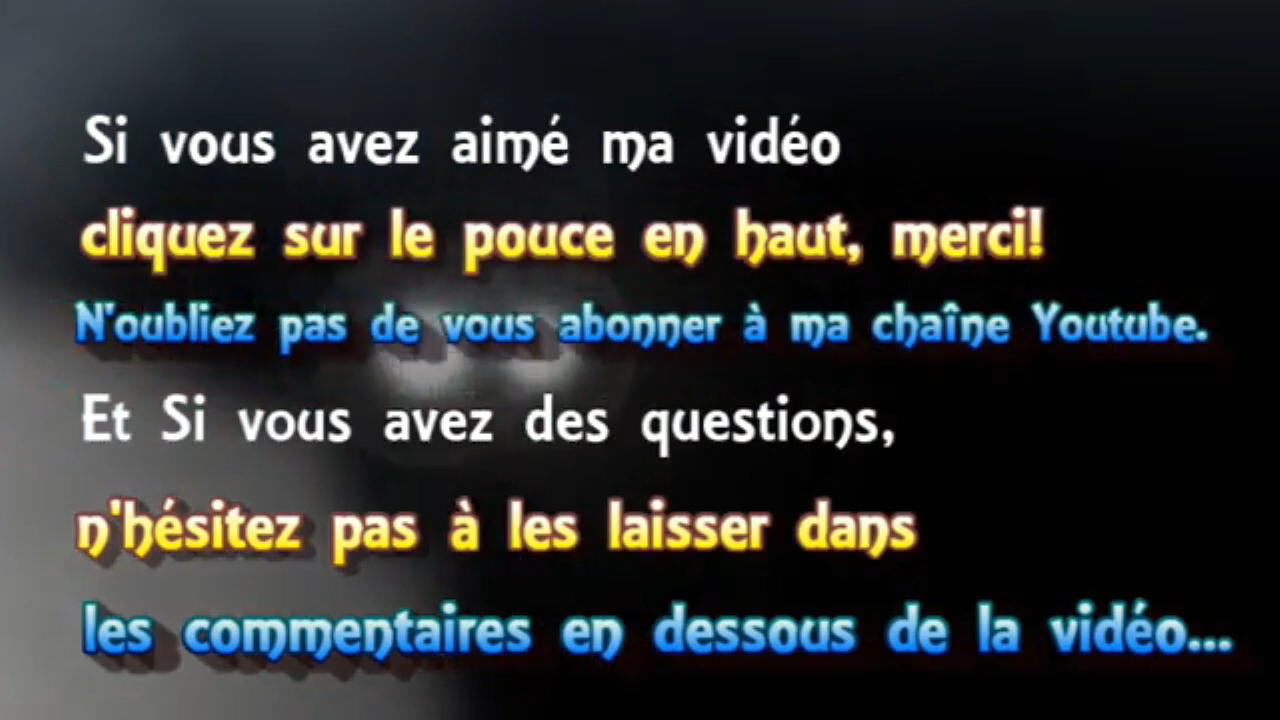 Si vous avez aimé ma vidéo
cliquez sur le pouce en haut, merci!
N'oubliez pas de vous abonner à ma chaîne Youtube.
Et Si vous avez des questions,
n'hésitez pas à les laisser dans
les commentaires en dessous de la vidéo...